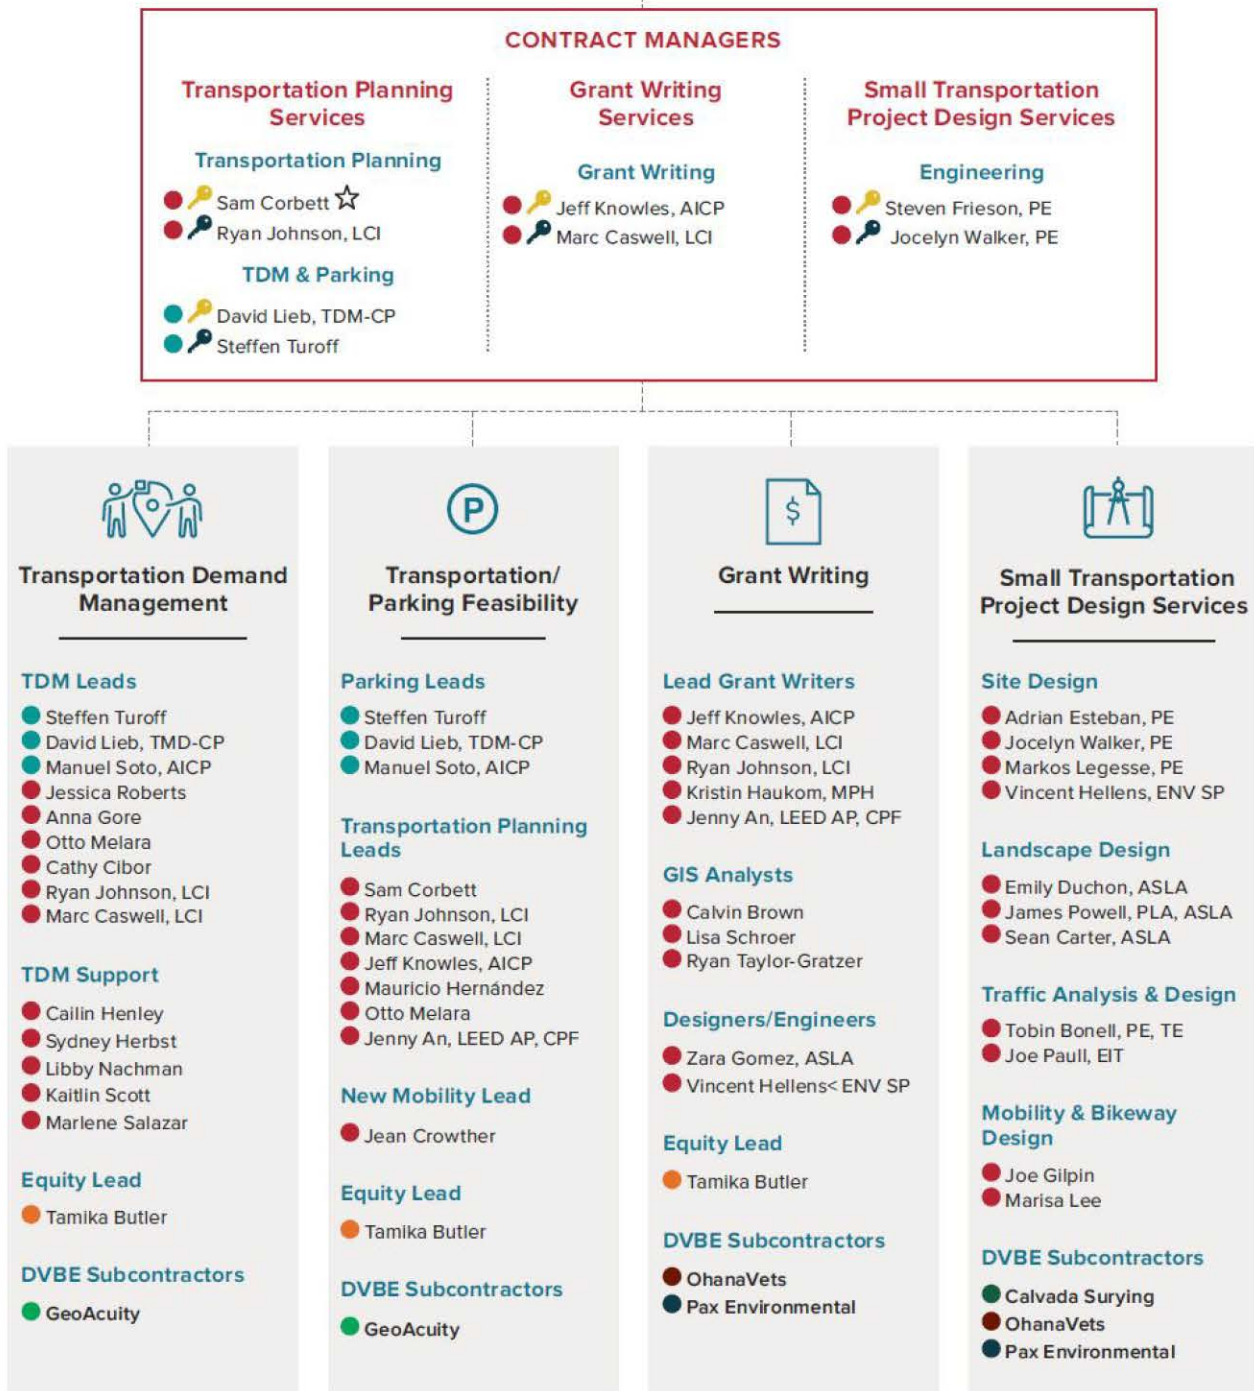 CONTRACT MANAGERS
Transportation Planning
Services
Transportation Planning
Sam Corbett
Ryan Johnson, LCI
TDM & Parking
David Lieb, TDM-CP
Steffen Turoff
Grant Writing
Services
Grant Writing
Jeff Knowles, AICP
Marc Caswell, LCI
Small Transportation
Project Design Services
Engineering
Steven Frieson, PE
Jocelyn Walker, PE
Transportation Demand
Management
TDM Leads
Steffen Turoff
David Lieb, TMD-CP
Manuel Soto, AICP
Jessica Roberts
Anna Gore
Otto Melara
Cathy Cibor
Ryan Johnson, LCI
Marc Caswell, LCI
TDM Support
Cailin Henley
Sydney Herbst
Libby Nachman
Kaitlin Scott
Marlene Salazar
Equity Lead
Tamika Butler
DVBE Subcontractors
GeoAcuity
P
Transportation/
Parking Feasibility
Parking Leads
Steffen Turoff
David Lieb, TDM-CP
Manuel Soto, AICP
Transportation Planning
Leads
Sam Corbett
Ryan Johnson, LCI
Marc Caswell, LCI
Jeff Knowles, AICP
Mauricio Hernández
Otto Melara
Jenny An, LEED AP, CPF
New Mobility Lead
Jean Crowther
Equity Lead
Tamika Butler
DVBE Subcontractors
GeoAcuity
$
Grant Writing
Lead Grant Writers
Jeff Knowles, AICP
Marc Caswell, LCI
Ryan Johnson, LCI
Kristin Haukom, MPH
Jenny An, LEED AP, CPF
GIS Analysts
Calvin Brown
Lisa Schroer
Ryan Taylor-Gratzer
Designers/Engineers
Zara Gomez, ASLA
Vincent Hellens< ENV SP
Equity Lead
Tamika Butler
DVBE Subcontractors
OhanaVets
Pax Environmental
Small Transportation
Project Design Services
Site Design
Adrian Esteban, PE
Jocelyn Walker, PE
Markos Legesse, PE
Vincent Hellens, ENV SP
Landscape Design
Emily Duchon, ASLA
James Powell, PLA, ASLA
Sean Carter, ASLA
Traffic Analysis & Design
Tobin Bonell, PE, TE
Joe Paull, EIT
Mobility & Bikeway
Design
Joe Gilpin
Marisa Lee
DVBE Subcontractors
Calvada Surying
OhanaVets
Pax Environmental